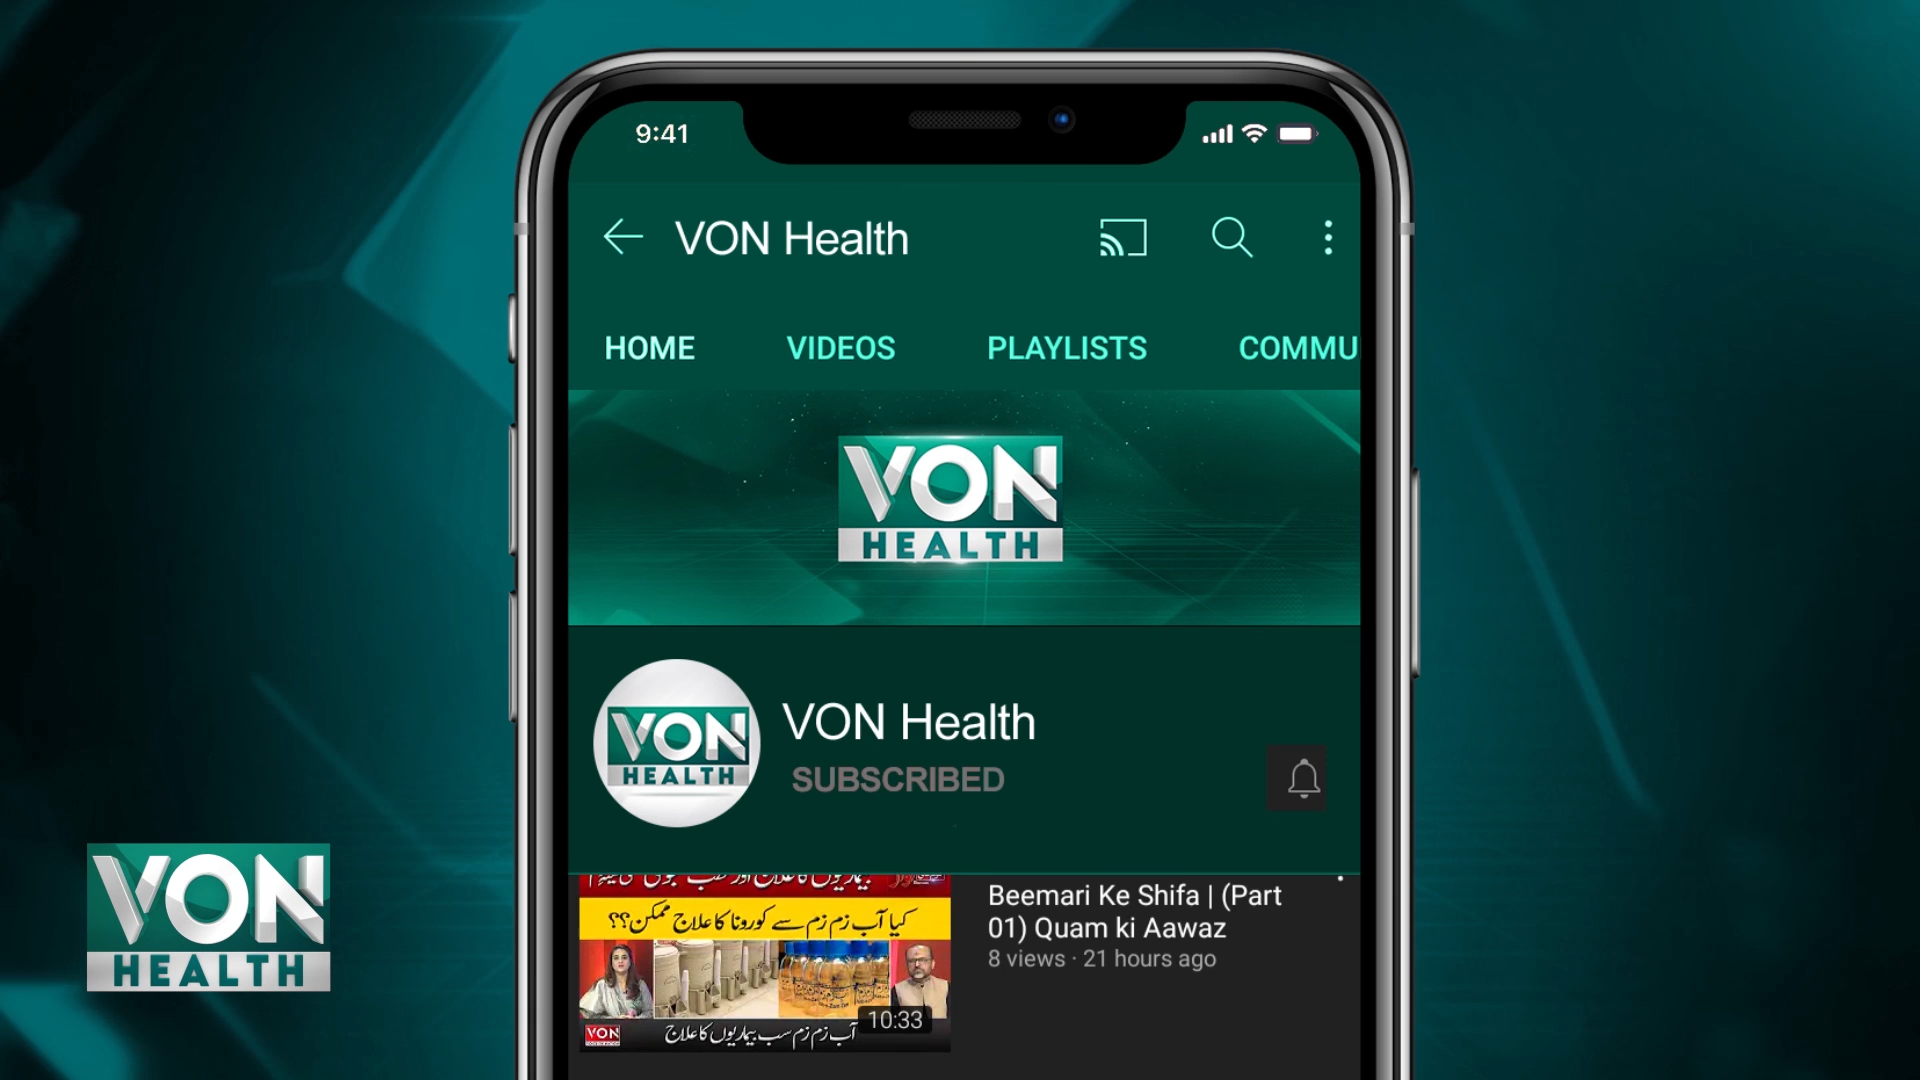 9:41
VON Health
HOME VIDEOS PLAYLISTS COMMU
VON
HEALTH
VON
HEALTH
VON Health
SUBSCRIBED
کیا آب زم زم سے کورونا کا علاج ممکن؟؟
VON
آب زم زم سب بیماریوں کا علاج
10:33
Beemari Ke Shifa | (Part
01) Quam ki Aawaz
8 views · 21 hours ago
VON
HEALTH